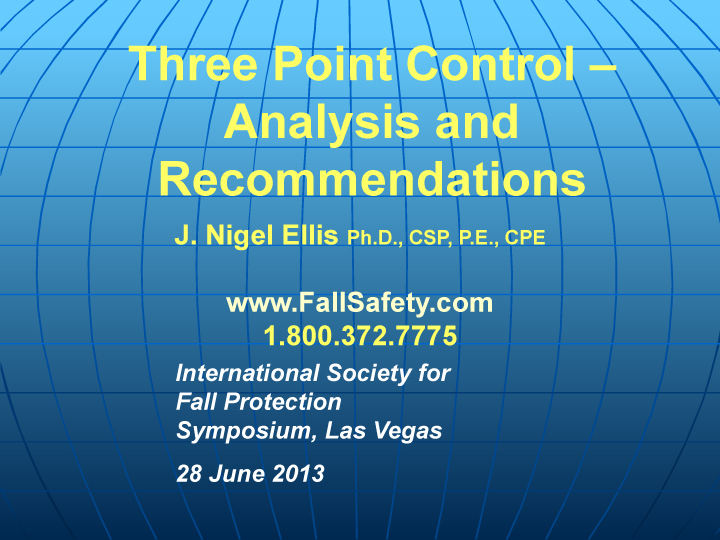 Three Point Control –
Analysis and
Recommendations
J. Nigel Ellis Ph.D., CSP, P.E., CPE
www.FallSafety.com
1.800.372.7775
International Society for
Fall Protection
Symposium, Las Vegas
28 June 2013